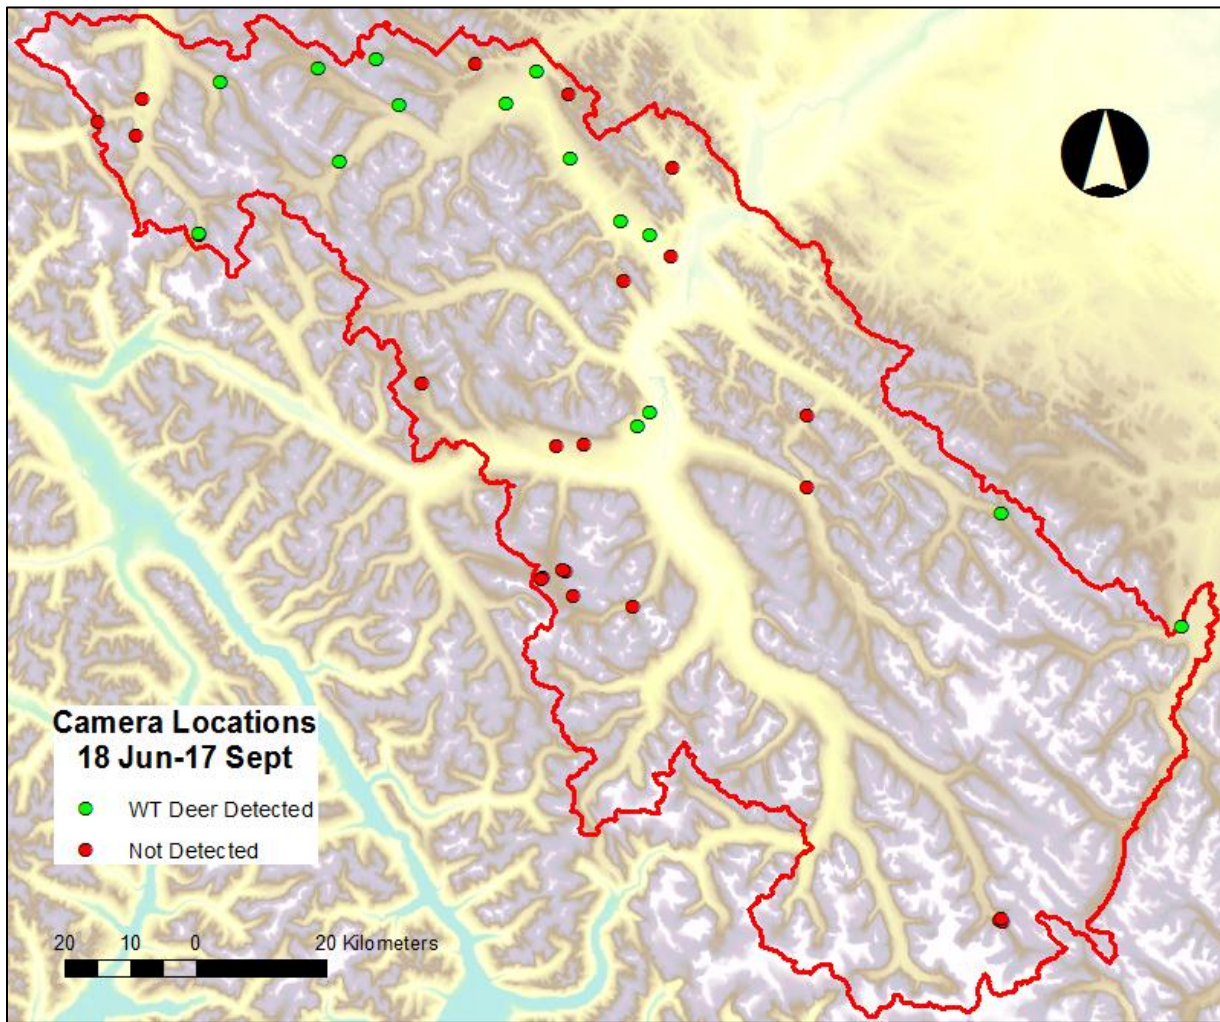 Camera Locations
18 Jun-17 Sept
WT Deer Detected
Not Detected
20 10 0 20 Kilometers